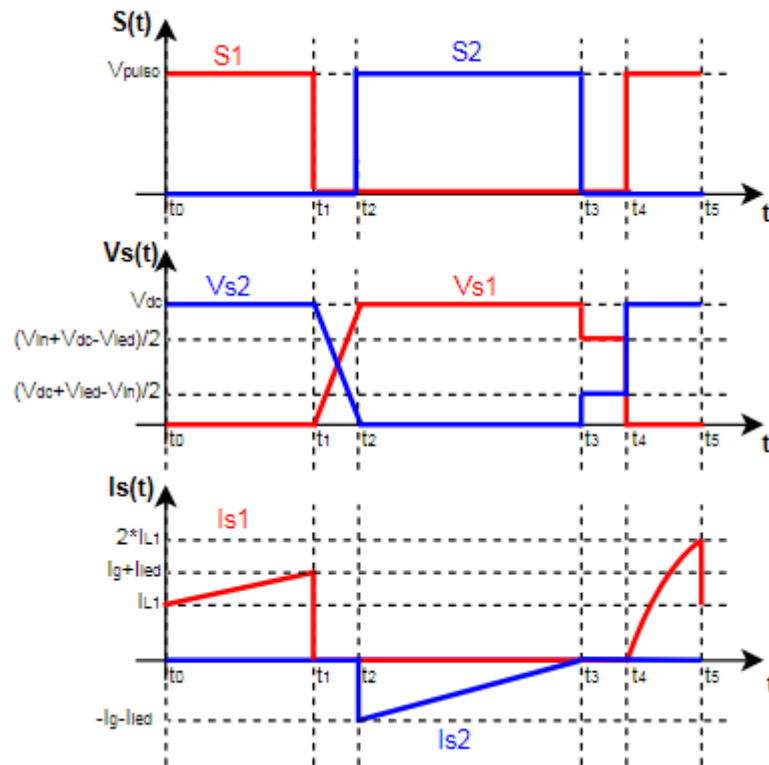 S(t)
Vpulso
S1
S2
t0 t1 t2 t3 t4 t5 t
Vs(t)
Vdc
Vs2
Vs1
(Vin+Vdc-Vled)/2
(Vdc+Vled-Vin)/2
t0 t1 t2 t3 t4 t5 t
Is(t)
2*IL1
Is1
Ig+Iled
IL1
t0 t1 t2 t3 t4 t5 t
-Ig-Iled
Is2